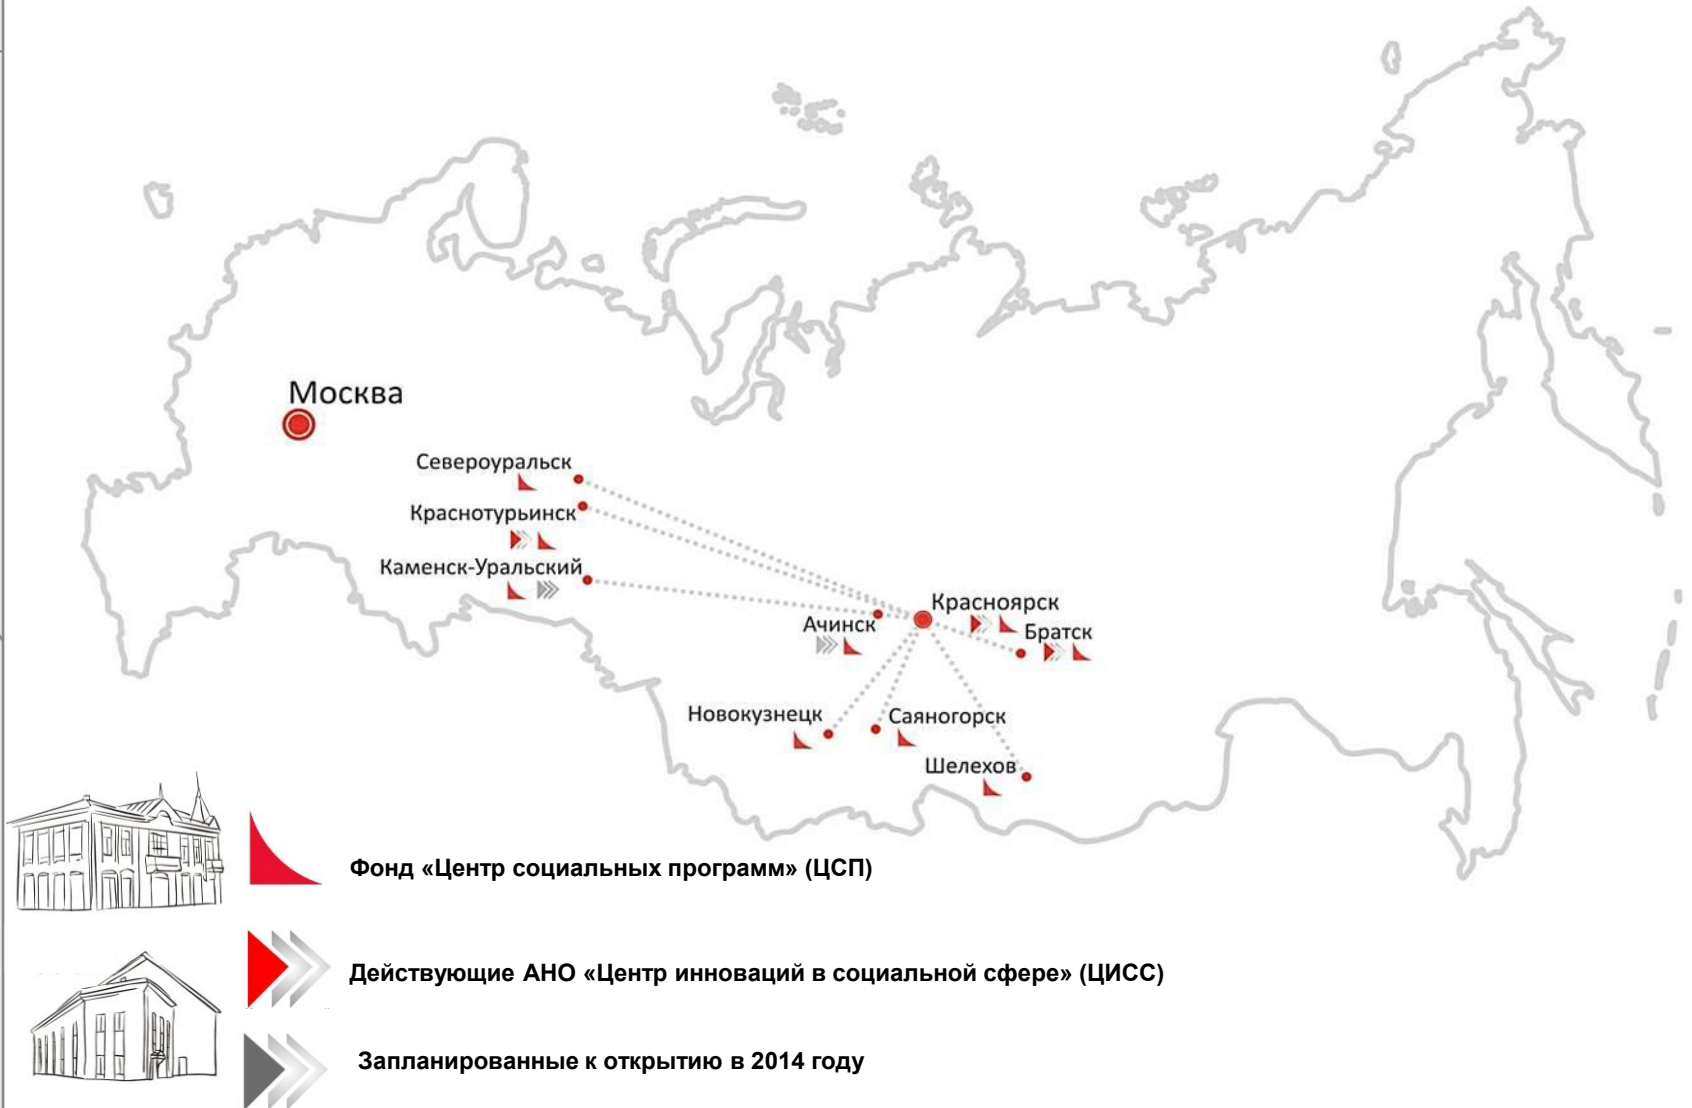 Москва
Североуральск
Краснотурьинск
Каменск-Уральский
Красноярск
Ачинск
Братск
Новокузнецк
Саяногорск
Шелехов
Фонд «Центр социальных программ» (ЦСП)
Действующие АНО «Центр инноваций в социальной сфере» (ЦИСС)
Запланированные к открытию в 2014 году